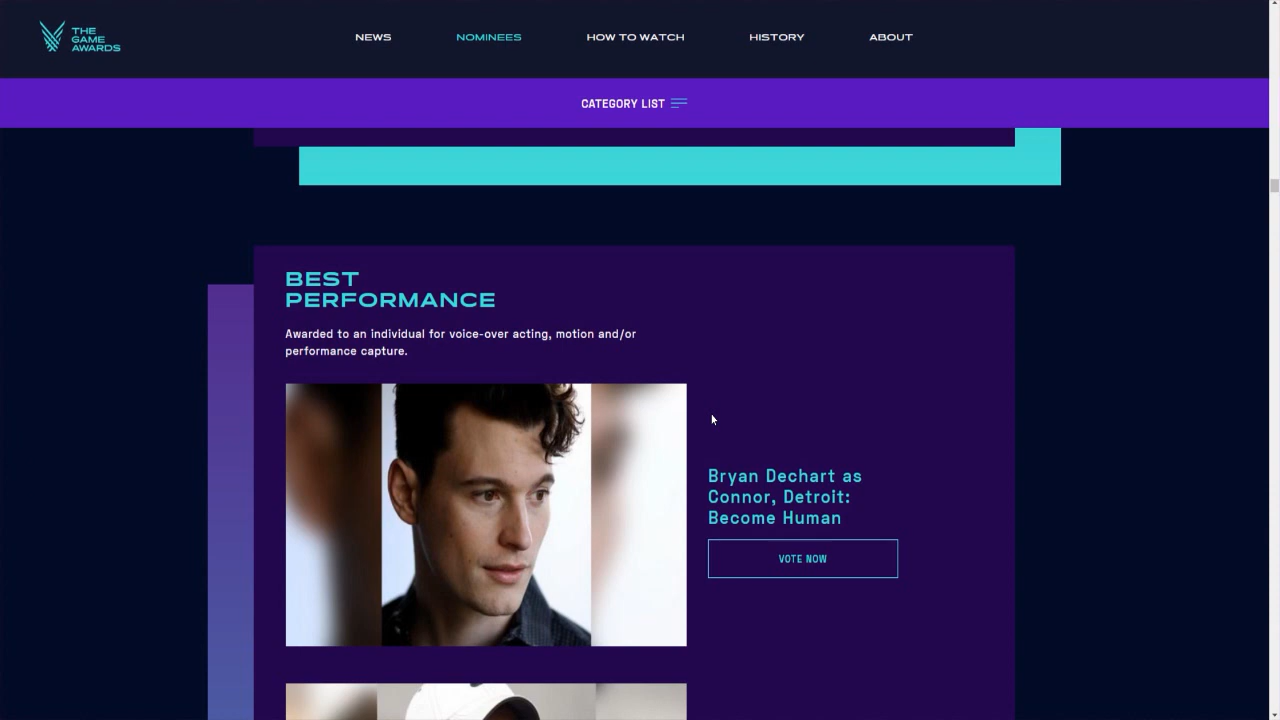 THE
GAME
AWARDS
NEWS
NOMINEES
HOW TO WATCH
HISTORY
ABOUT
CATEGORY LIST
BEST
PERFORMANCE
Awarded to an individual for voice-over acting, motion and/or
performance capture.
Bryan Dechart as
Connor, Detroit:
Become Human
VOTE NOW